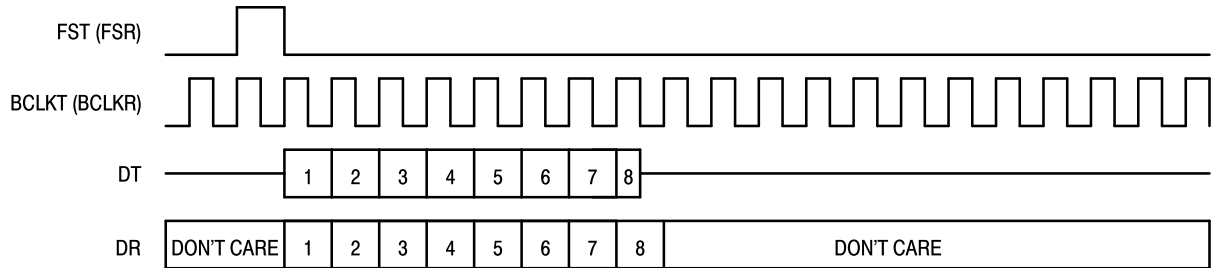 FST (FSR)
BCLKT (BCLKR)
DT 1 2 3 4 5 6 7 8
DR DON'T CARE 1 2 3 4 5 6 7 8 DON'T CARE